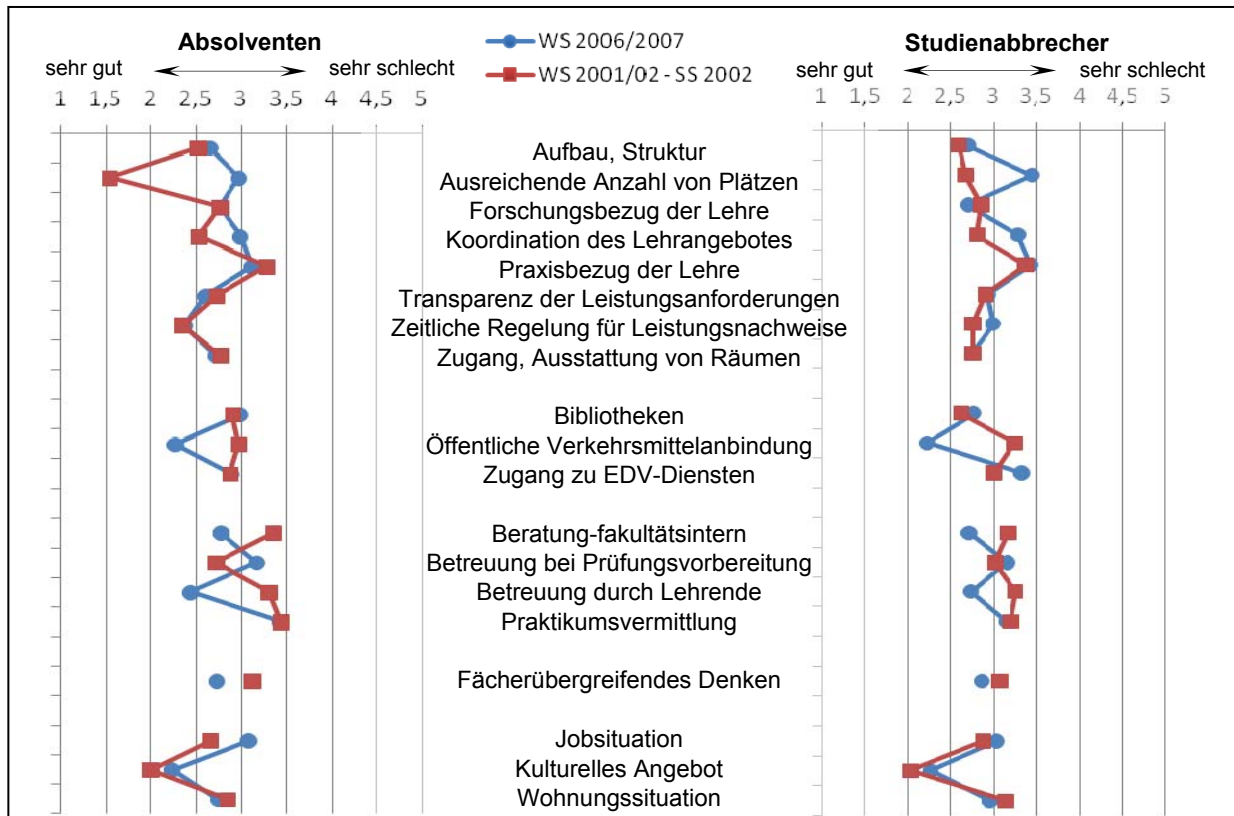 Absolventen
sehr gut
sehr schlecht
1 1,5 2 2,5 3 3,5 4 4,5 5
WS 2006/2007
WS 2001/02 - SS 2002
Studienabbrecher
sehr gut
sehr schlecht
1 1,5 2 2,5 3 3,5 4 4,5 5
Aufbau, Struktur
Ausreichende Anzahl von Plätzen
Forschungsbezug der Lehre
Koordination des Lehrangebotes
Praxisbezug der Lehre
Transparenz der Leistungsanforderungen
Zeitliche Regelung für Leistungsnachweise
Zugang, Ausstattung von Räumen
Bibliotheken
Öffentliche Verkehrsmittelanbindung
Zugang zu EDV-Diensten
Beratung-fakultätsintern
Betreuung bei Prüfungsvorbereitung
Betreuung durch Lehrende
Praktikumsvermittlung
Fächerübergreifendes Denken
Jobsituation
Kulturelles Angebot
Wohnungssituation